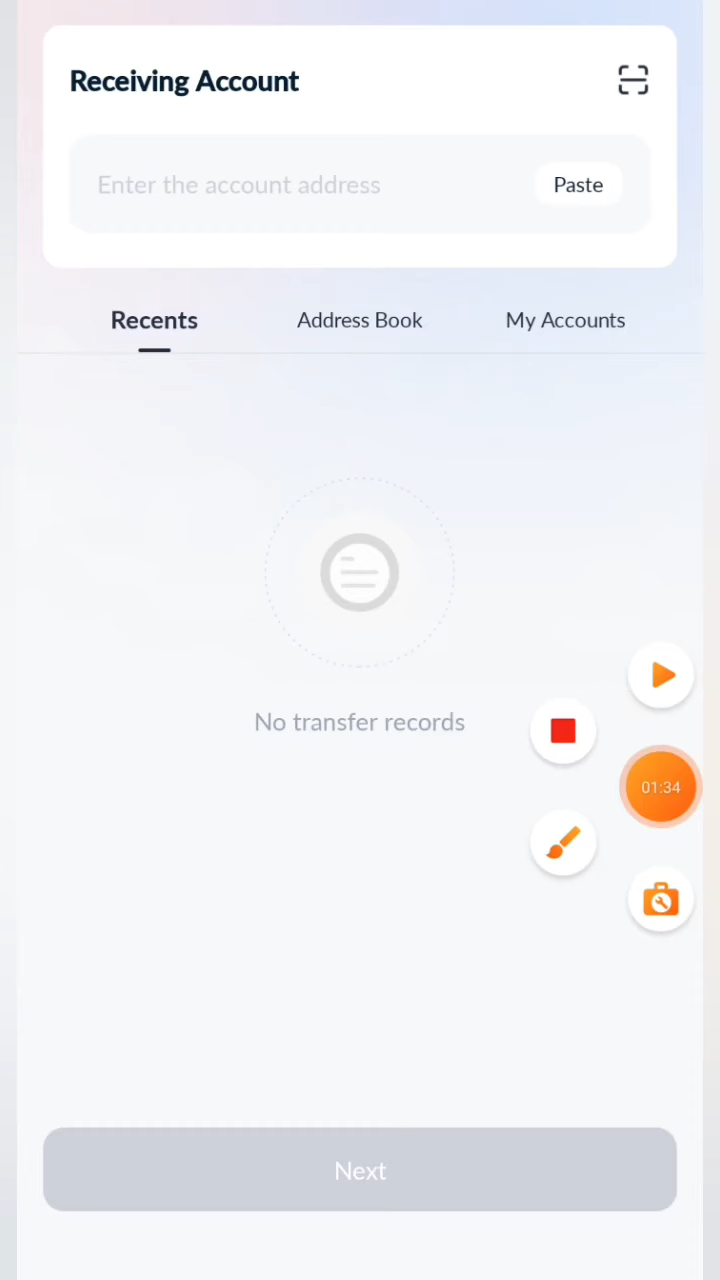 Receiving Account
Enter the account address
Paste
Recents
Address Book
My Accounts
No transfer records
01:34
Next